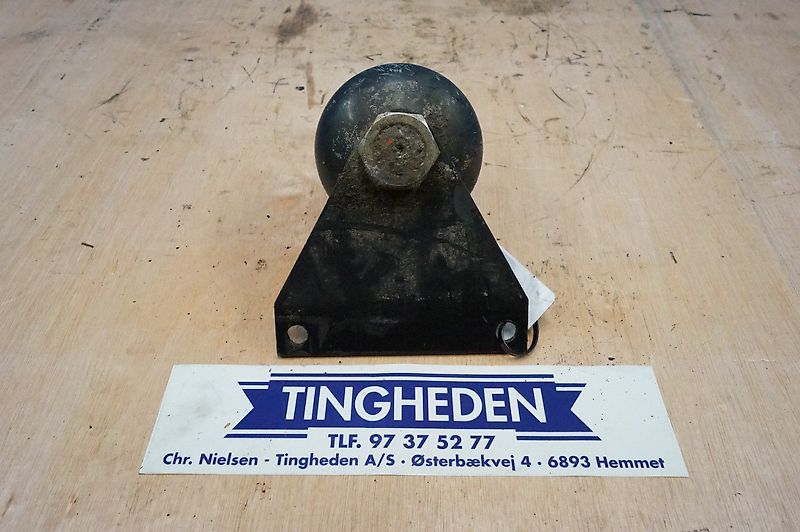 TINGHEDEN
TLF. 97 37 52 77
Chr. Nielsen - Tingheden A/S · Østerbækvej 4 · 6893 Hemmet